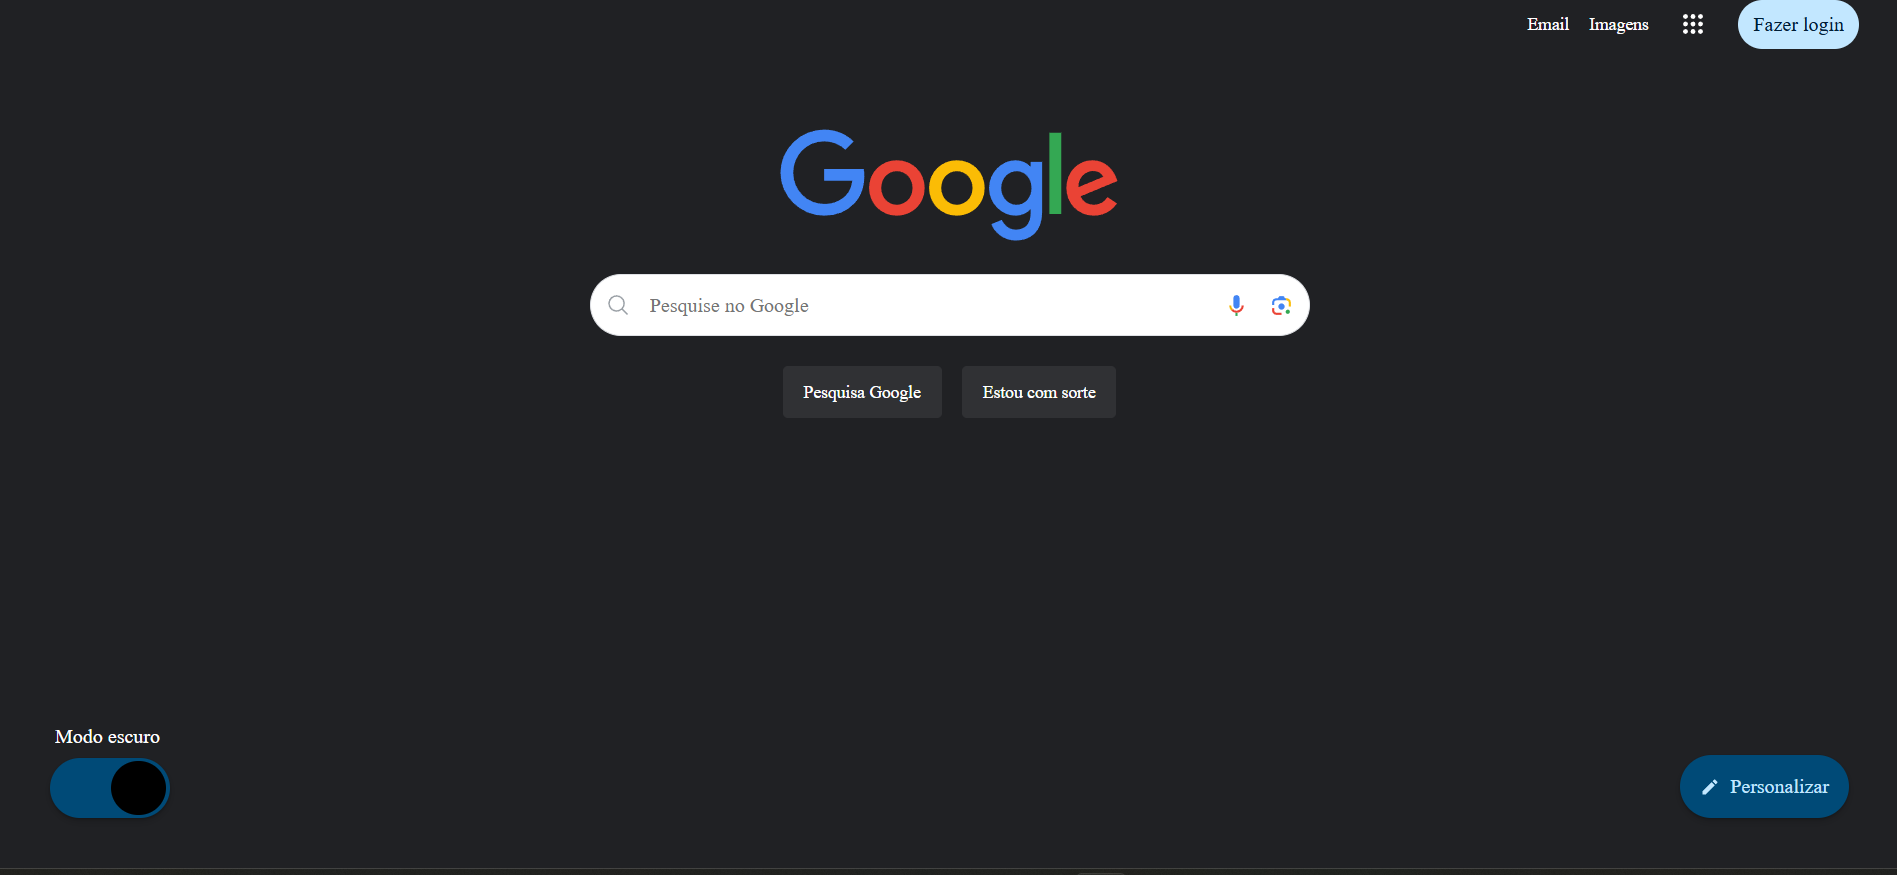 Email Imagens Fazer login
Google
Pesquise no Google
Pesquisa Google Estou com sorte
Modo escuro
Personalizar